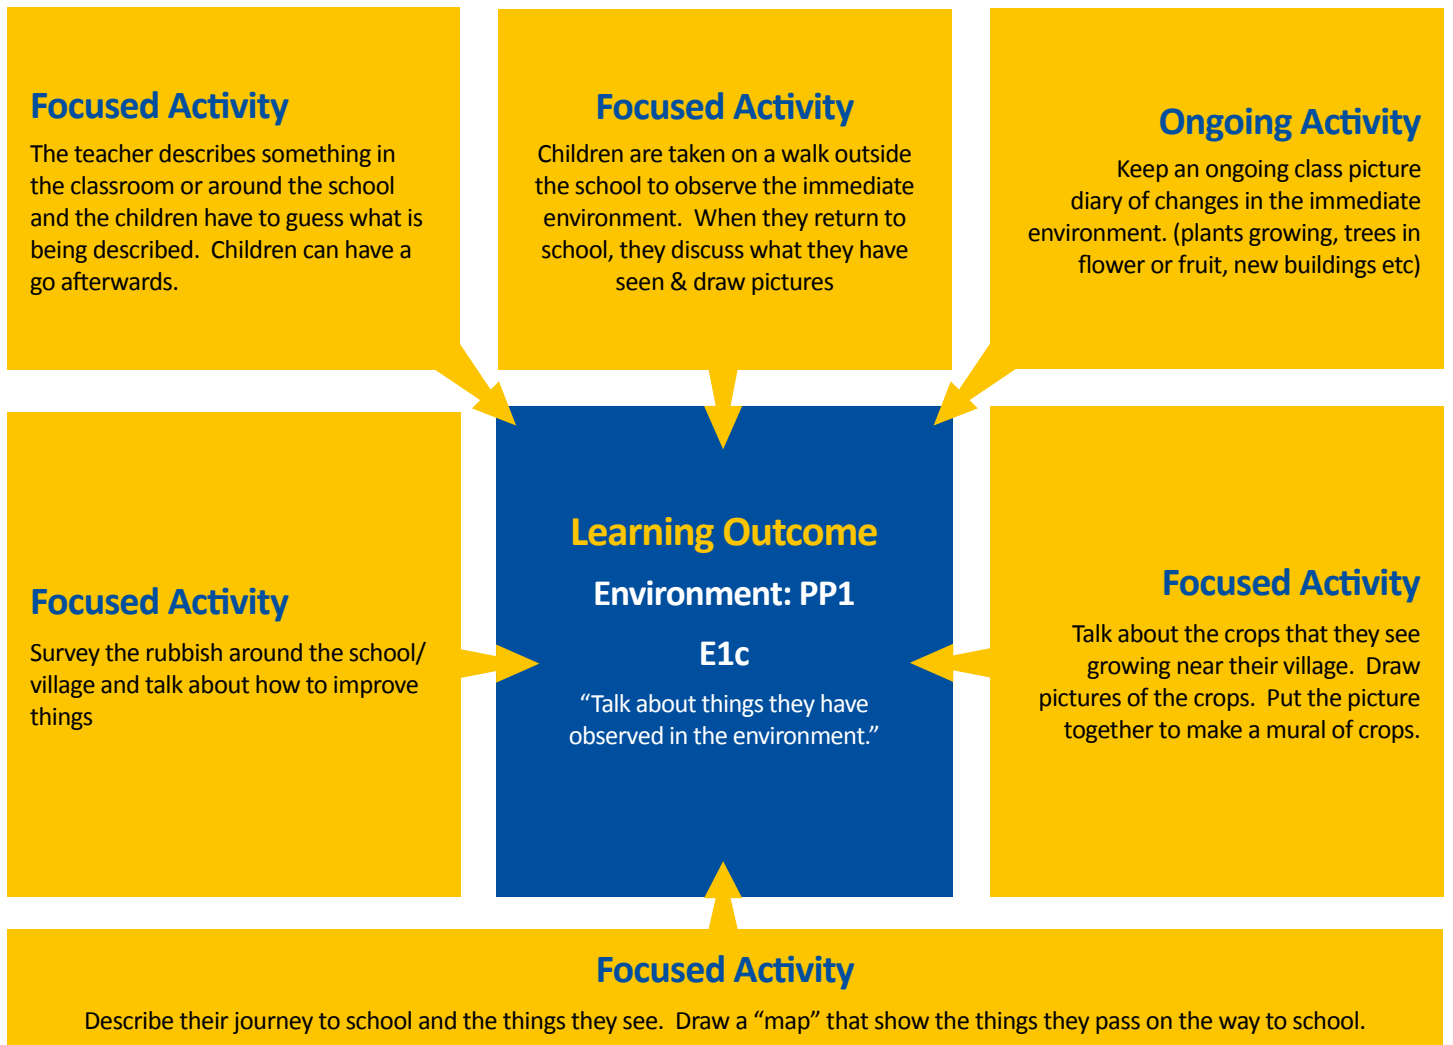 Focused Activity
The teacher describes something in
the classroom or around the school
and the children have to guess what is
being described.  Children can have a
go afterwards.
Focused Activity
Children are taken on a walk outside
the school to observe the immediate
environment.  When they return to
school, they discuss what they have
seen & draw pictures
Ongoing Activity
Keep an ongoing class picture
diary of changes in the immediate
environment. (plants growing, trees in
flower or fruit, new buildings etc)
Focused Activity
Survey the rubbish around the school/
village and talk about how to improve
things
Learning Outcome
Environment: PP1
E1c
“Talk about things they have
observed in the environment.”
Focused Activity
Talk about the crops that they see
growing near their village.  Draw
pictures of the crops.  Put the picture
together to make a mural of crops.
Focused Activity
Describe their journey to school and the things they see.  Draw a “map” that show the things they pass on the way to school.